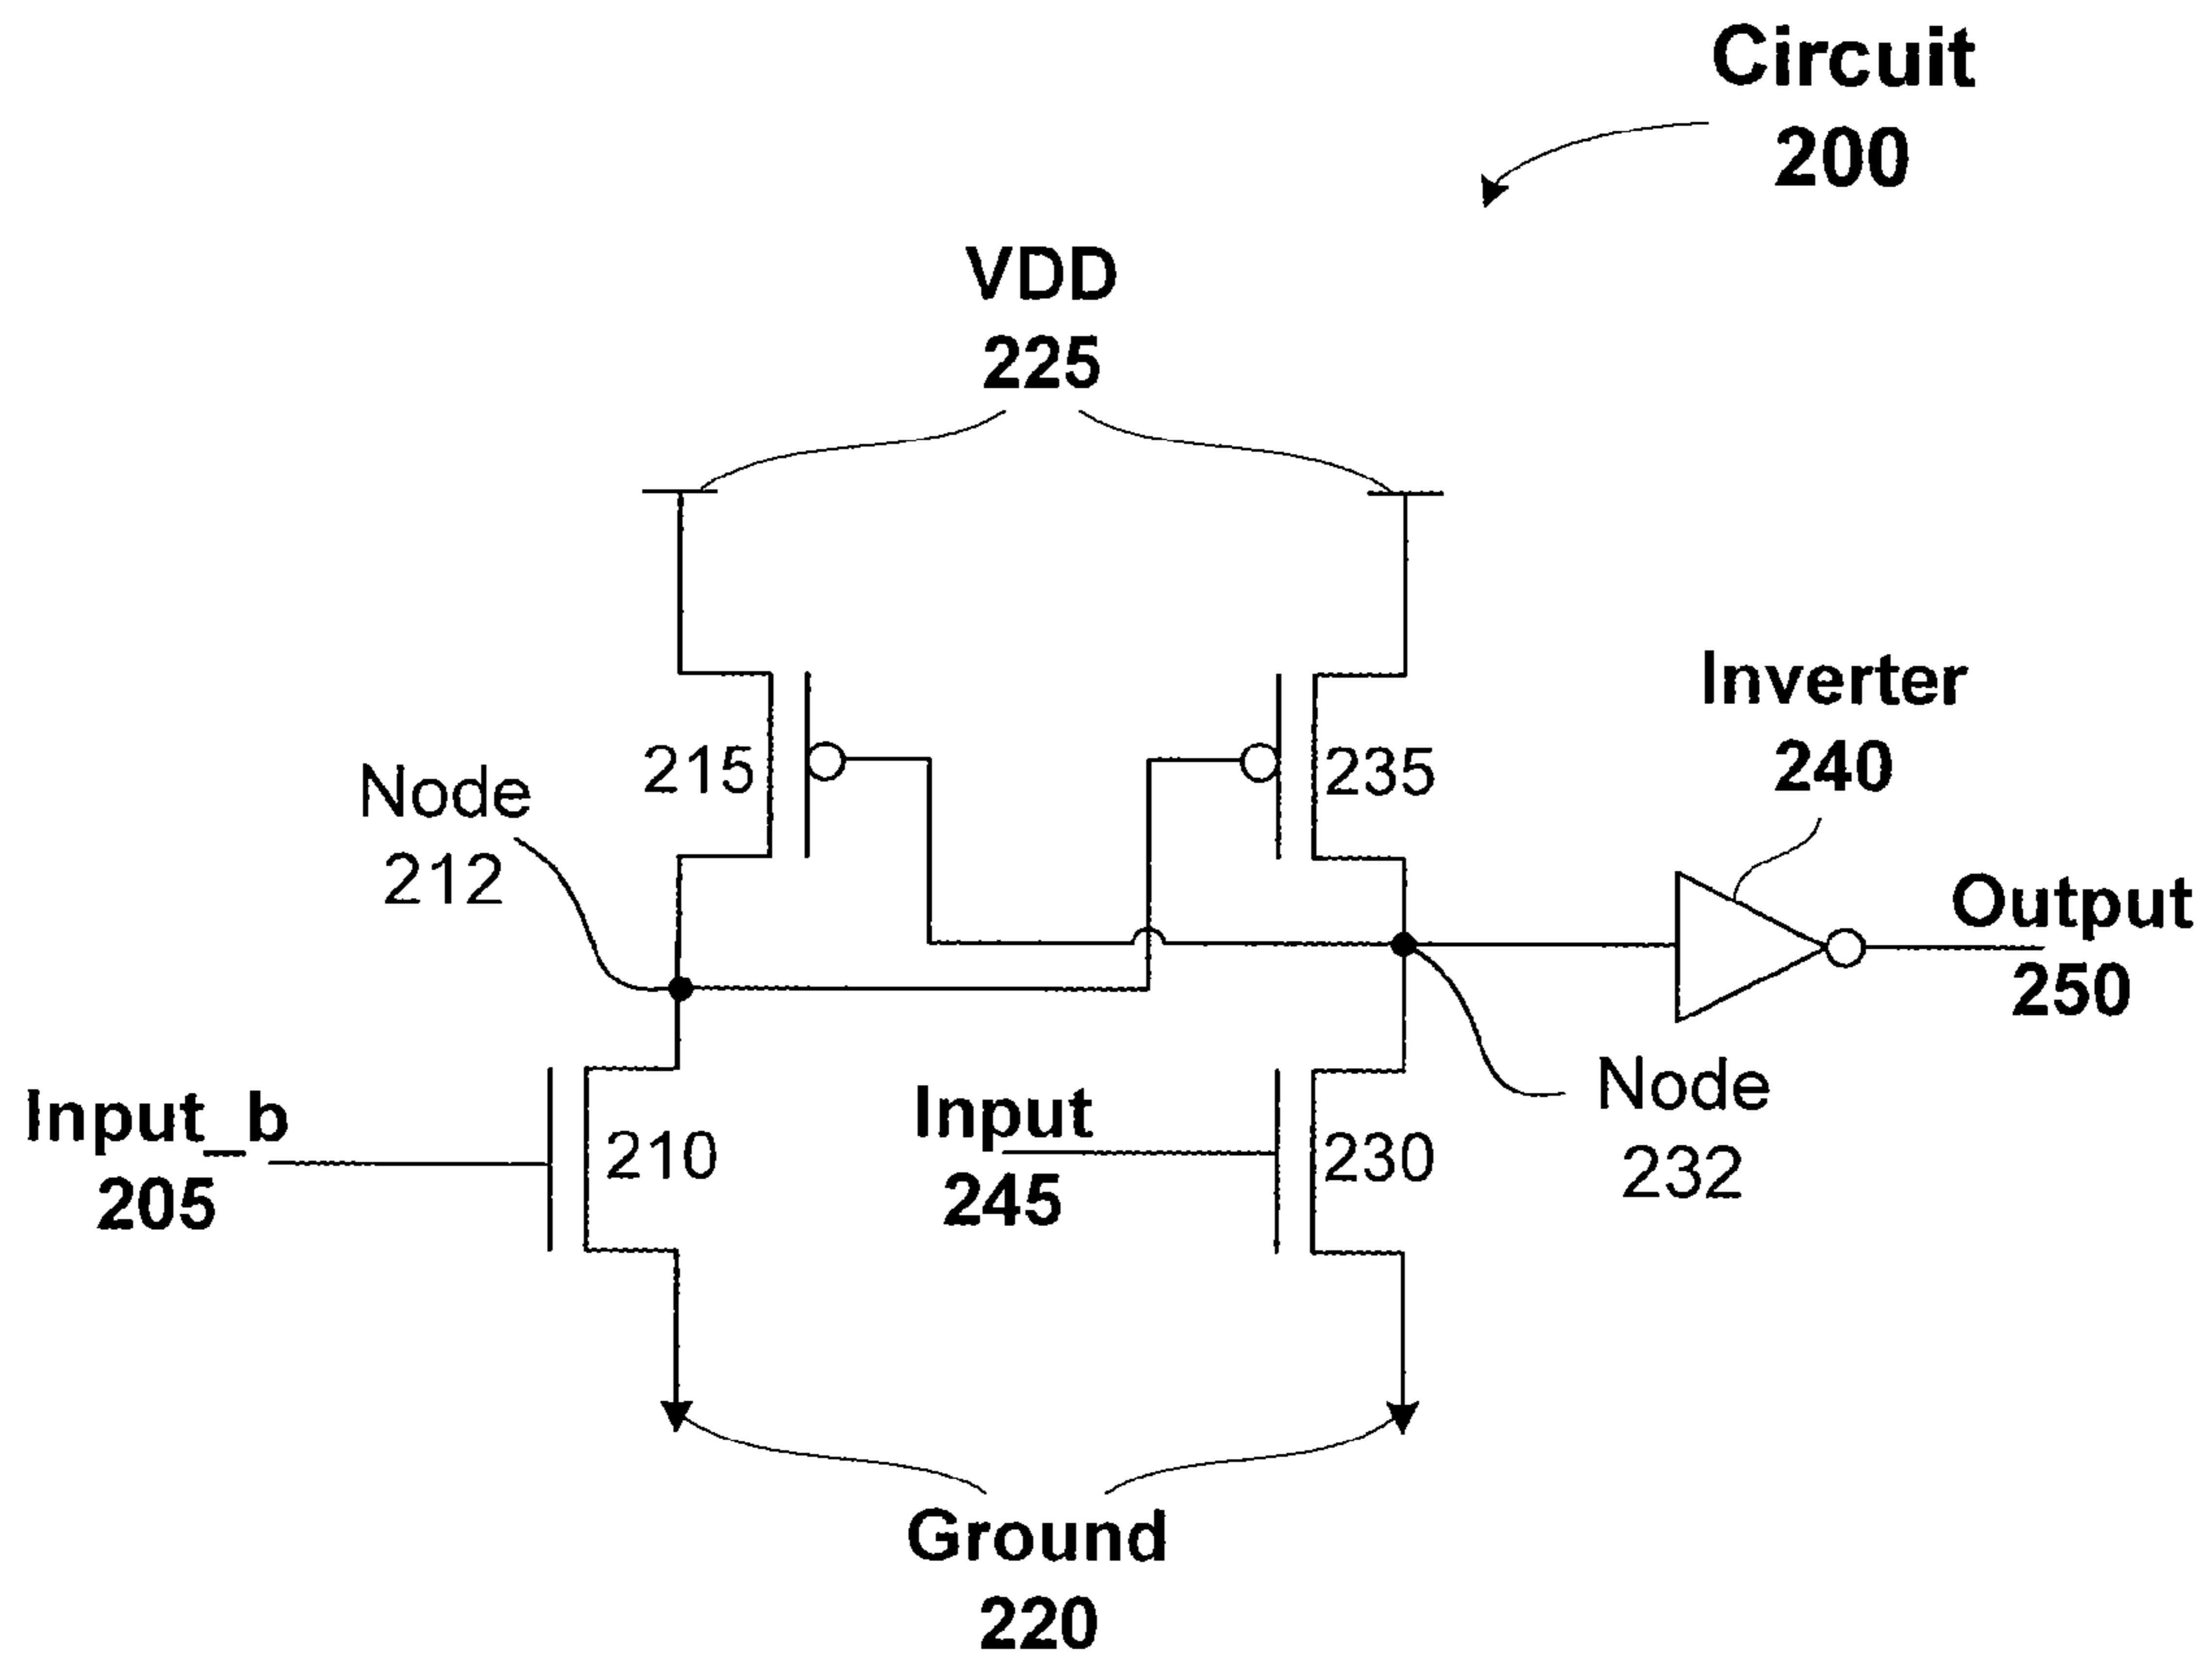 Circuit
200
VDD
225
Inverter
240
215
235
Node
212
Output
250
Input_b
205
210
Input
245
230
Node
232
Ground
220